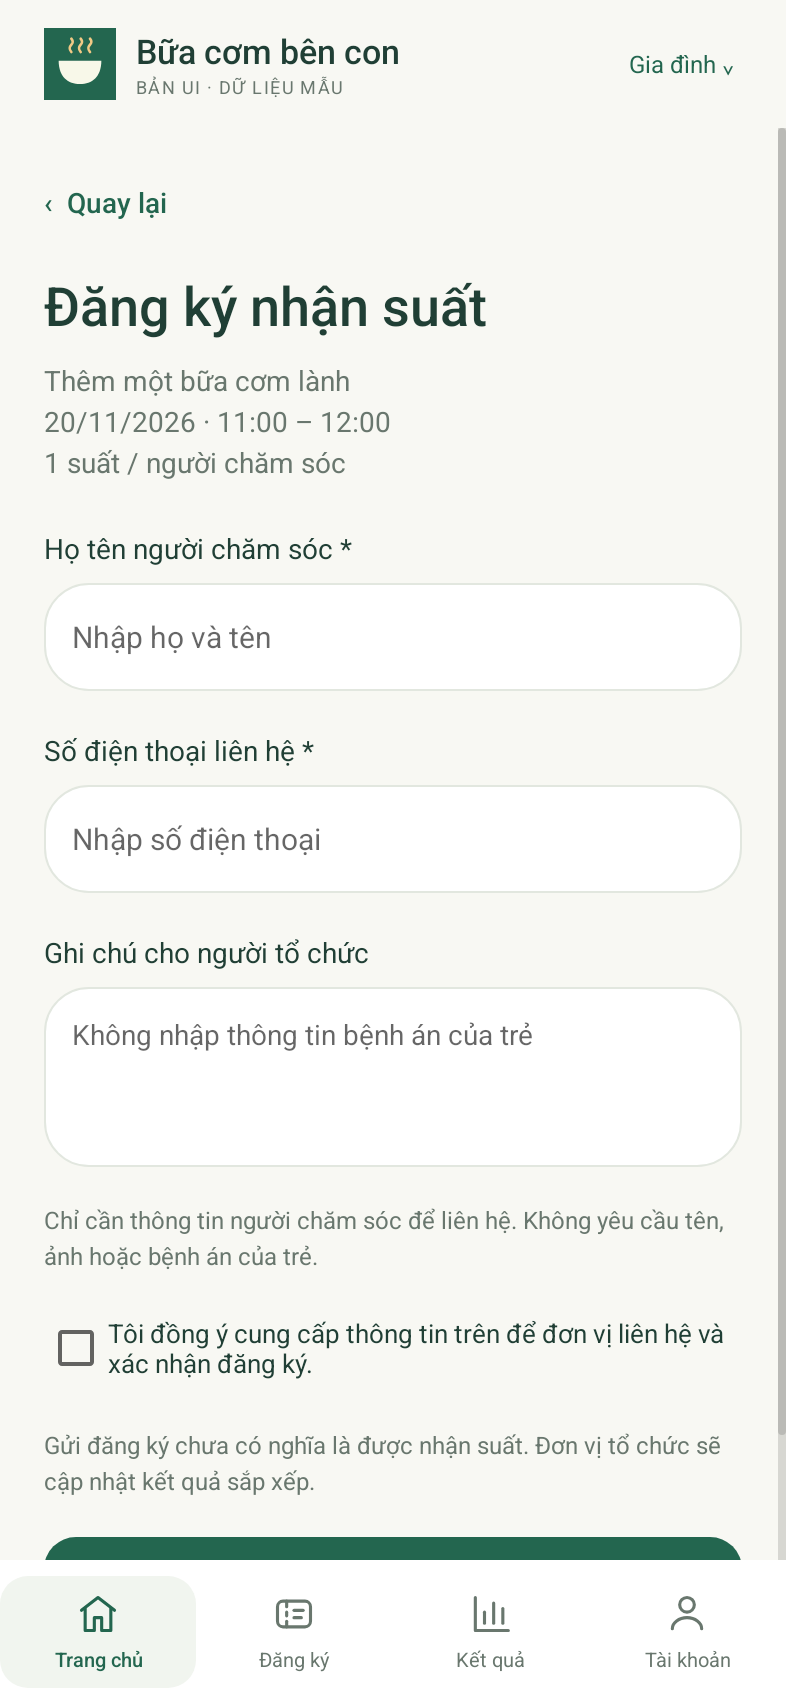 Bữa cơm bên con
BẢN UI · DỮ LIỆU MẪU
Gia đình
‹ Quay lại
Đăng ký nhận suất
Thêm một bữa cơm lành
20/11/2026 · 11:00 – 12:00
1 suất / người chăm sóc
Họ tên người chăm sóc *
Nhập họ và tên
Số điện thoại liên hệ *
Nhập số điện thoại
Ghi chú cho người tổ chức
Không nhập thông tin bệnh án của trẻ
Chỉ cần thông tin người chăm sóc để liên hệ. Không yêu cầu tên,
ảnh hoặc bệnh án của trẻ.
Tôi đồng ý cung cấp thông tin trên để đơn vị liên hệ và
xác nhận đăng ký.
Gửi đăng ký chưa có nghĩa là được nhận suất. Đơn vị tổ chức sẽ
cập nhật kết quả sắp xếp.
Trang chủ
Đăng ký
Kết quả
Tài khoản